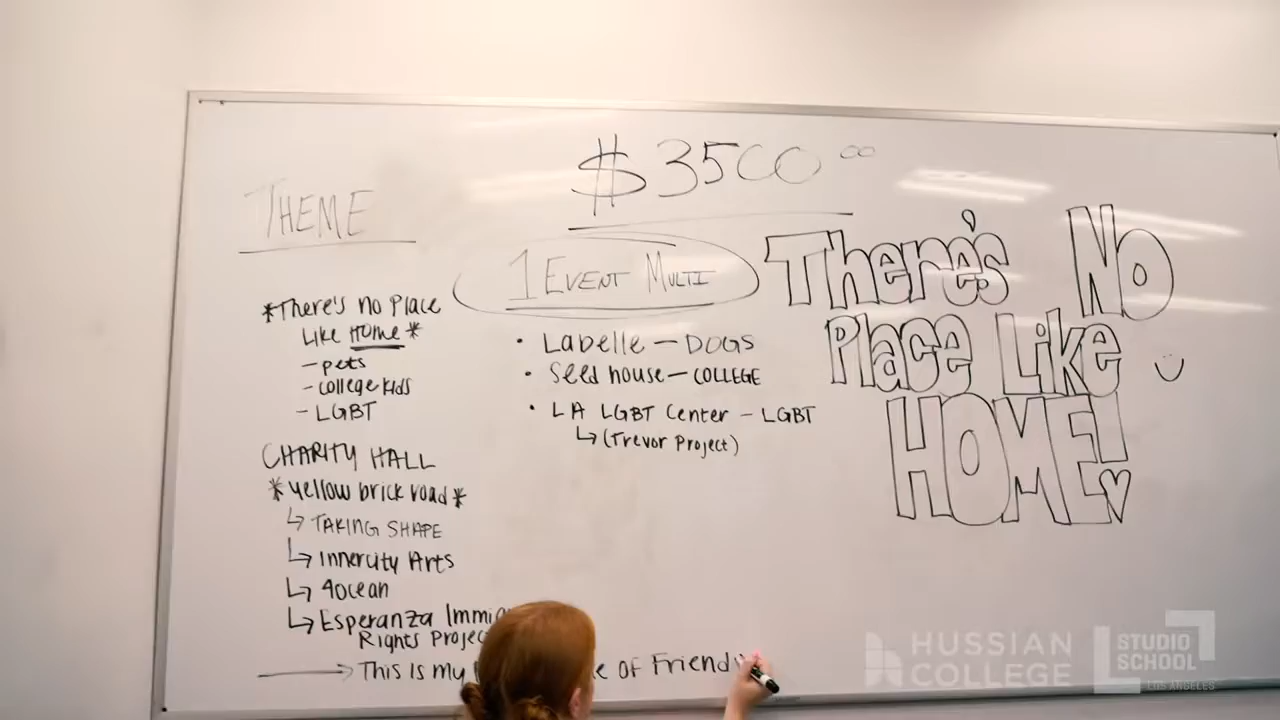 $3500 00
THEME
1 EVENT MULTI
*There's no Place
Like Home*
- pets
- college kids
- LGBT
CHARITY HALL
*yellow brick road*
↳ TAKING SHAPE
↳ Innercity Arts
↳ 4ocean
↳ Esperanza
Rights Project
→ This is my of Friend
• Labelle - DOGS
• Seed house - COLLEGE
• LA LGBT Center - LGBT
↳ (Trevor Project)
There's No
Place Like
HOME!
HUSSIAN
COLLEGE
STUDIO
SCHOOL
LOS ANGELES